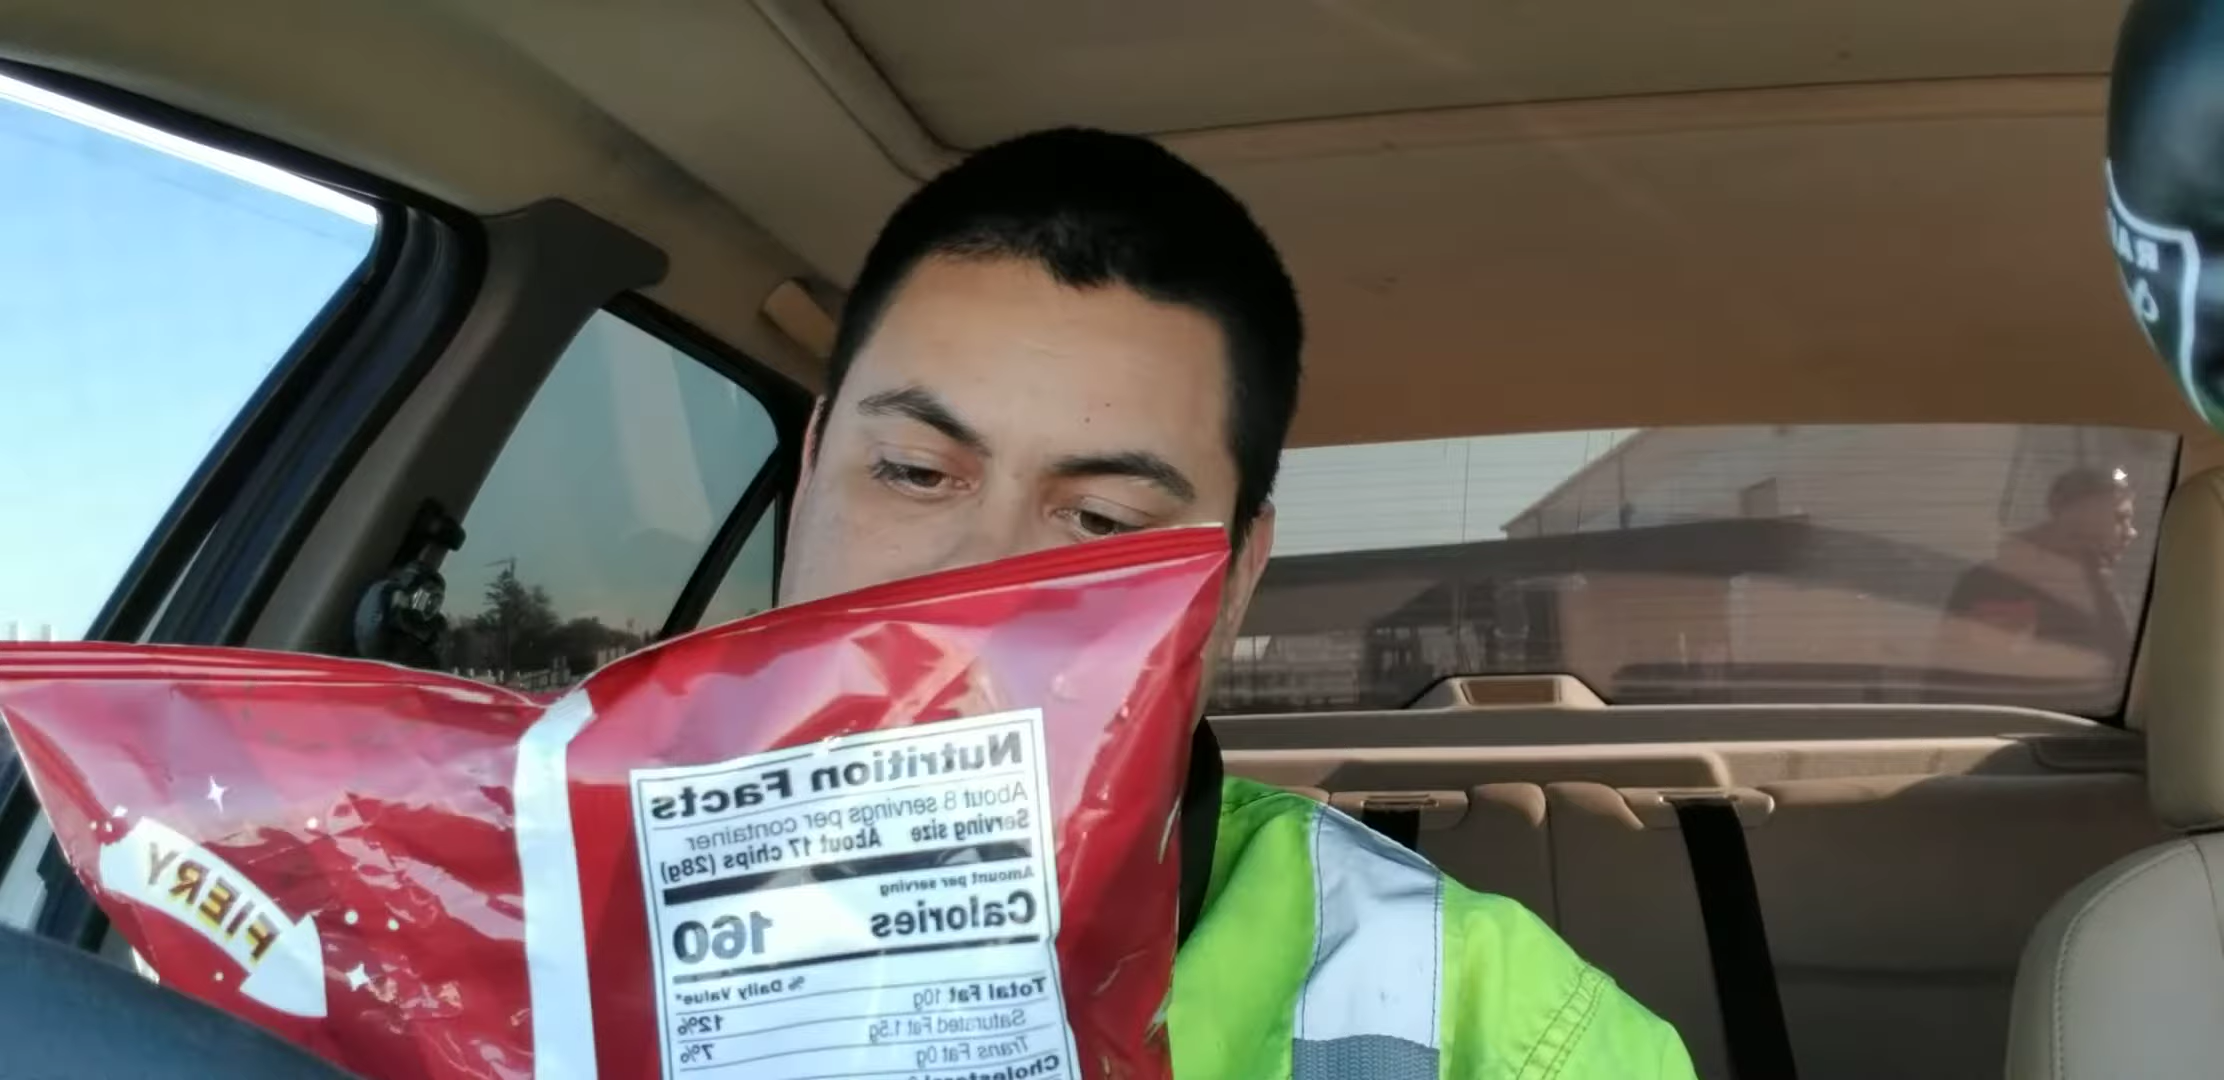 FIERY
Nutrition Facts
About 8 servings per container
Serving size About 17 chips (28g)
Amount per serving
Calories 160
% Daily Value*
Total Fat 10g 12%
Saturated Fat 1.5g 7%
Trans Fat 0g